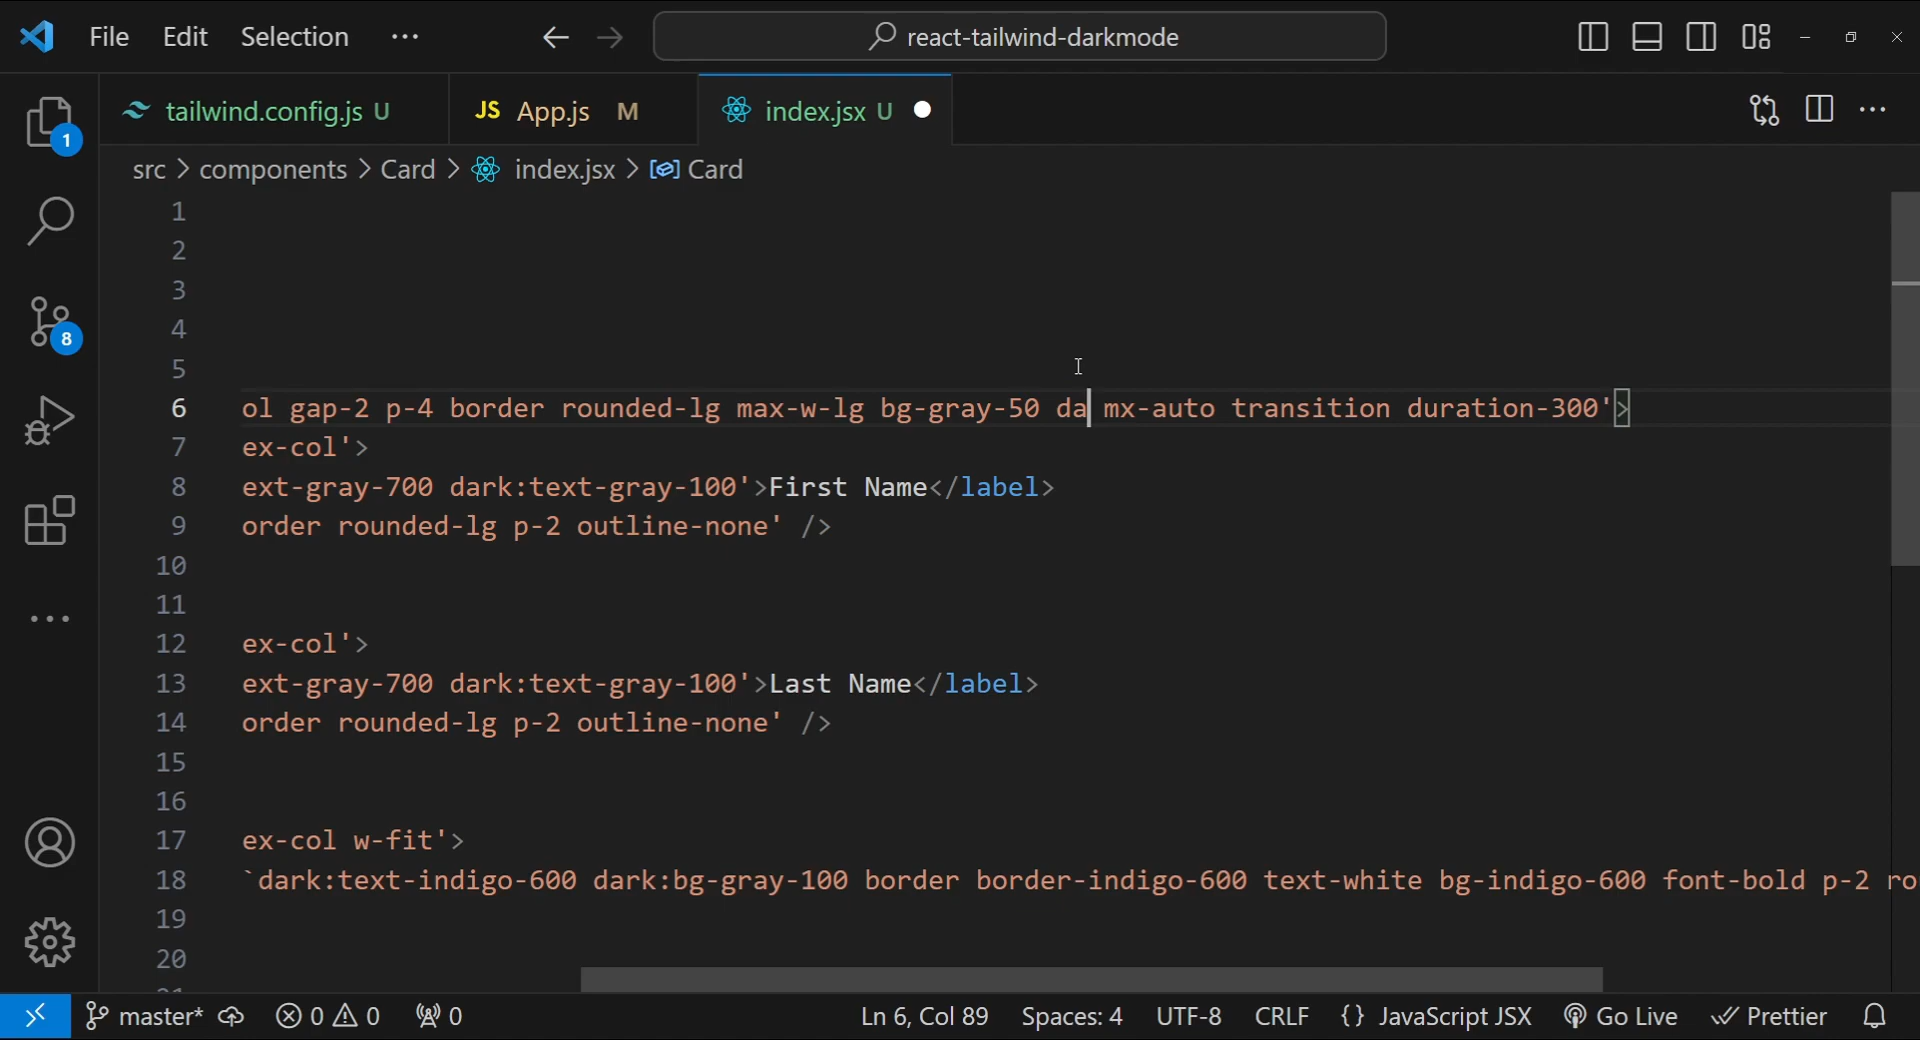 File Edit Selection ··· react-tailwind-darkmode
tailwind.config.js U JS App.js M index.jsx U
src > components > Card > index.jsx > Card
1
2
3
4
5
6 ol gap-2 p-4 border rounded-lg max-w-lg bg-gray-50 da mx-auto transition duration-300'>
7 ex-col'>
8 ext-gray-700 dark:text-gray-100'>First Name</label>
9 order rounded-lg p-2 outline-none' />
10
11
12 ex-col'>
13 ext-gray-700 dark:text-gray-100'>Last Name</label>
14 order rounded-lg p-2 outline-none' />
15
16
17 ex-col w-fit'>
18 `dark:text-indigo-600 dark:bg-gray-100 border border-indigo-600 text-white bg-indigo-600 font-bold p-2 ro
19
20
1
8
master* 0 0 0 Ln 6, Col 89 Spaces: 4 UTF-8 CRLF {} JavaScript JSX Go Live Prettier